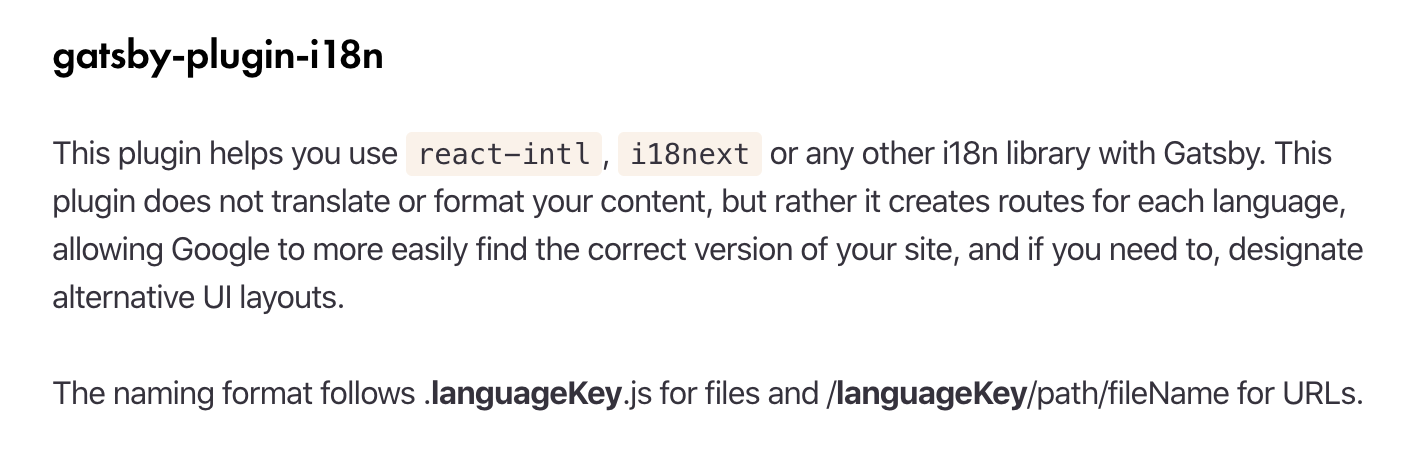 gatsby-plugin-i18n
This plugin helps you use react-intl, i18next or any other i18n library with Gatsby. This
plugin does not translate or format your content, but rather it creates routes for each language,
allowing Google to more easily find the correct version of your site, and if you need to, designate
alternative UI layouts.
The naming format follows .languageKey.js for files and /languageKey/path/fileName for URLs.